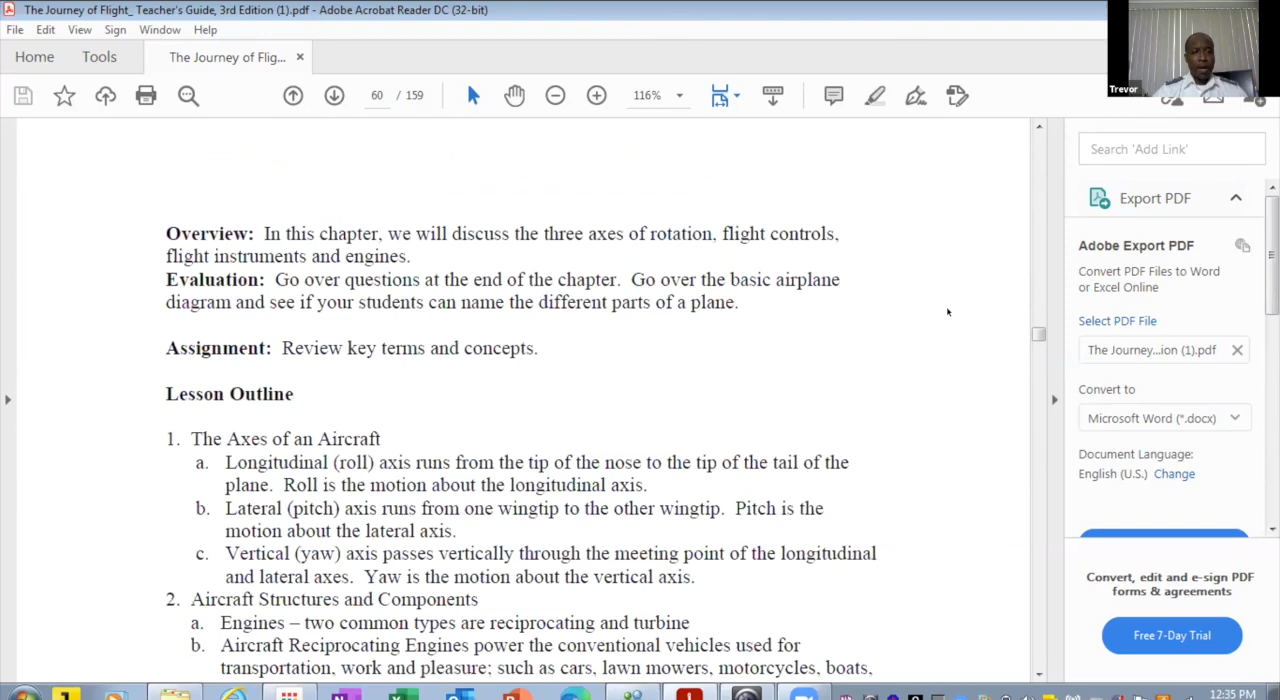 The Journey of Flight_ Teacher's Guide, 3rd Edition (1).pdf - Adobe Acrobat Reader DC (32-bit)
File Edit View Sign Window Help
Home Tools The Journey of Flig... ×
60 / 159 116%
Trevor
Search 'Add Link'
Export PDF
Adobe Export PDF
Convert PDF Files to Word
or Excel Online
Select PDF File
The Journey...ion (1).pdf
Convert to
Microsoft Word (*.docx)
Document Language:
English (U.S.) Change
Convert, edit and e-sign PDF
forms & agreements
Free 7-Day Trial
Overview: In this chapter, we will discuss the three axes of rotation, flight controls,
flight instruments and engines.
Evaluation: Go over questions at the end of the chapter. Go over the basic airplane
diagram and see if your students can name the different parts of a plane.
Assignment: Review key terms and concepts.
Lesson Outline
1. The Axes of an Aircraft
a. Longitudinal (roll) axis runs from the tip of the nose to the tip of the tail of the
plane. Roll is the motion about the longitudinal axis.
b. Lateral (pitch) axis runs from one wingtip to the other wingtip. Pitch is the
motion about the lateral axis.
c. Vertical (yaw) axis passes vertically through the meeting point of the longitudinal
and lateral axes. Yaw is the motion about the vertical axis.
2. Aircraft Structures and Components
a. Engines – two common types are reciprocating and turbine
b. Aircraft Reciprocating Engines power the conventional vehicles used for
transportation, work and pleasure; such as cars, lawn mowers, motorcycles, boats,
12:35 PM